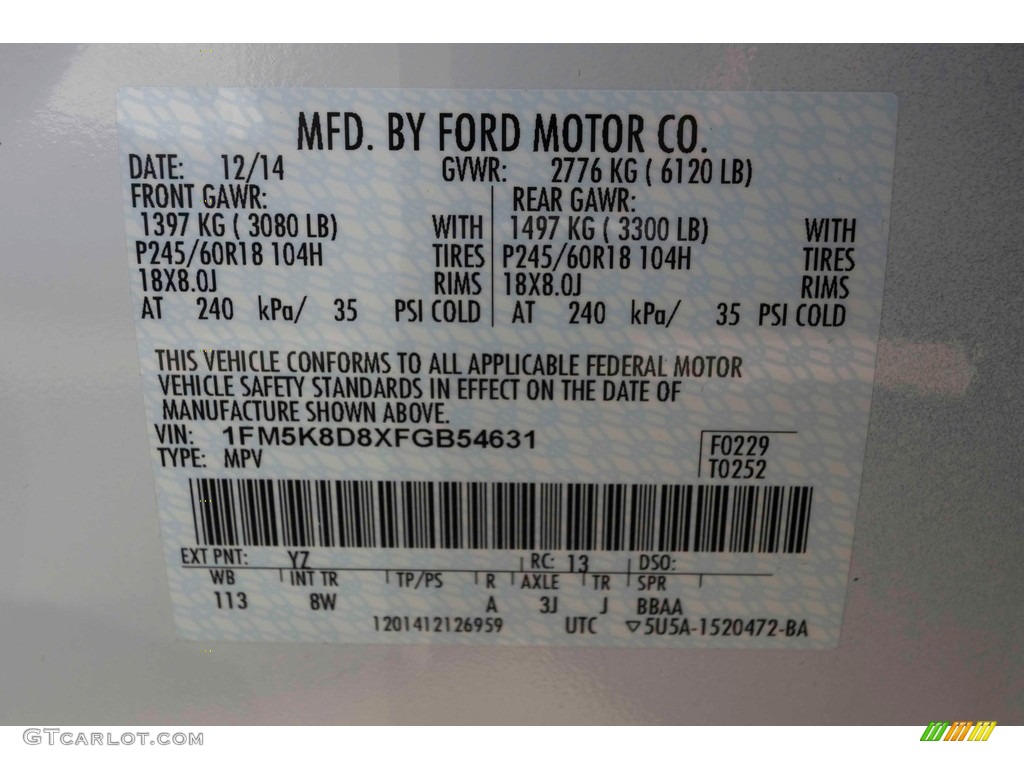 MFD. BY FORD MOTOR CO.
DATE: 12/14 GVWR: 2776 KG ( 6120 LB)
FRONT GAWR: REAR GAWR:
1397 KG ( 3080 LB) WITH 1497 KG ( 3300 LB) WITH
P245/60R18 104H TIRES P245/60R18 104H TIRES
18X8.0J RIMS 18X8.0J RIMS
AT 240 kPa/ 35 PSI COLD AT 240 kPa/ 35 PSI COLD
THIS VEHICLE CONFORMS TO ALL APPLICABLE FEDERAL MOTOR
VEHICLE SAFETY STANDARDS IN EFFECT ON THE DATE OF
MANUFACTURE SHOWN ABOVE.
VIN: 1FM5K8D8XFGB54631 F0229
TYPE: MPV T0252
EXT PNT: YZ RC: 13 DSO:
WB INT TR TP/PS R AXLE TR SPR
113 8W A 3J J BBAA
1201412126959 UTC ▽5U5A-1520472-BA
GTCARLOT.COM